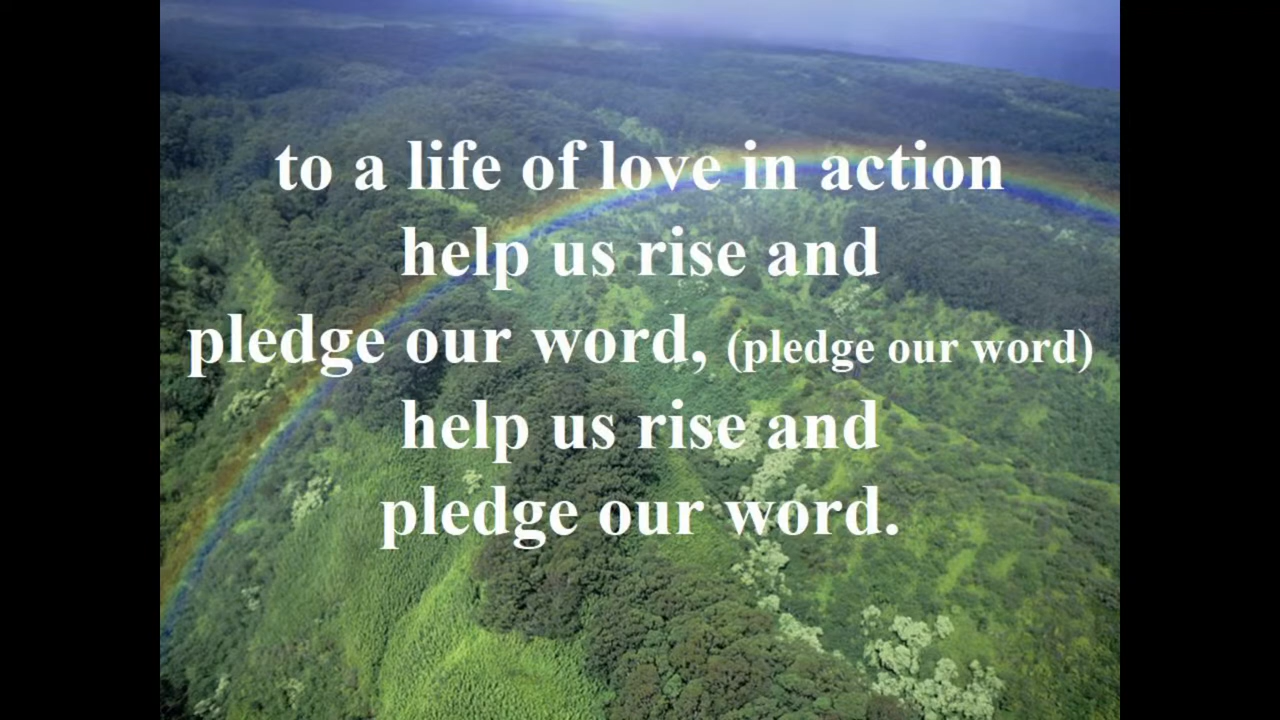 to a life of love in action
help us rise and
pledge our word, (pledge our word)
help us rise and
pledge our word.